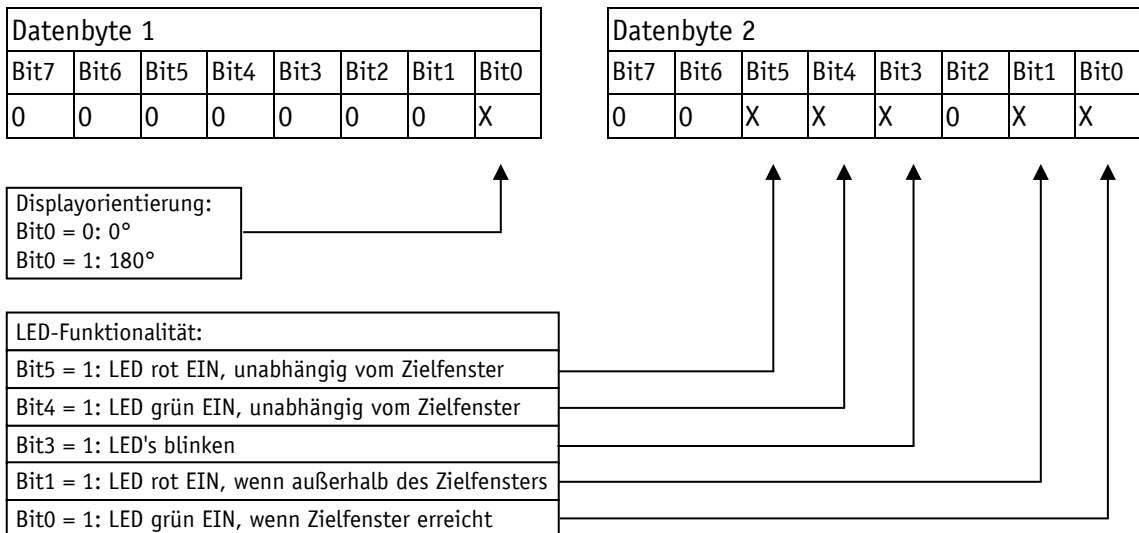 Datenbyte 1
Bit7 Bit6 Bit5 Bit4 Bit3 Bit2 Bit1 Bit0
0 0 0 0 0 0 0 X
Datenbyte 2
Bit7 Bit6 Bit5 Bit4 Bit3 Bit2 Bit1 Bit0
0 0 X X X 0 X X
Displayorientierung:
Bit0 = 0: 0°
Bit0 = 1: 180°
LED-Funktionalität:
Bit5 = 1: LED rot EIN, unabhängig vom Zielfenster
Bit4 = 1: LED grün EIN, unabhängig vom Zielfenster
Bit3 = 1: LED's blinken
Bit1 = 1: LED rot EIN, wenn außerhalb des Zielfensters
Bit0 = 1: LED grün EIN, wenn Zielfenster erreicht